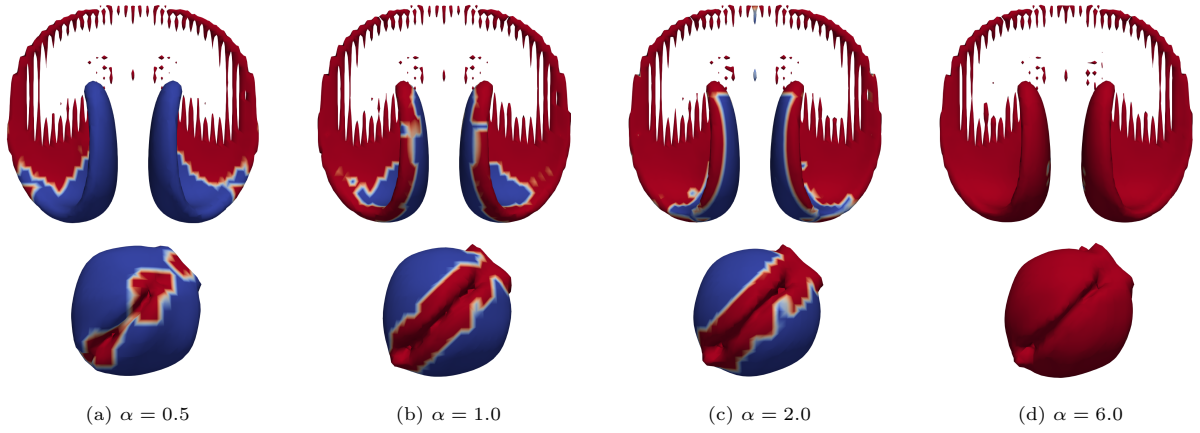 (a) α = 0.5 (b) α = 1.0 (c) α = 2.0 (d) α = 6.0